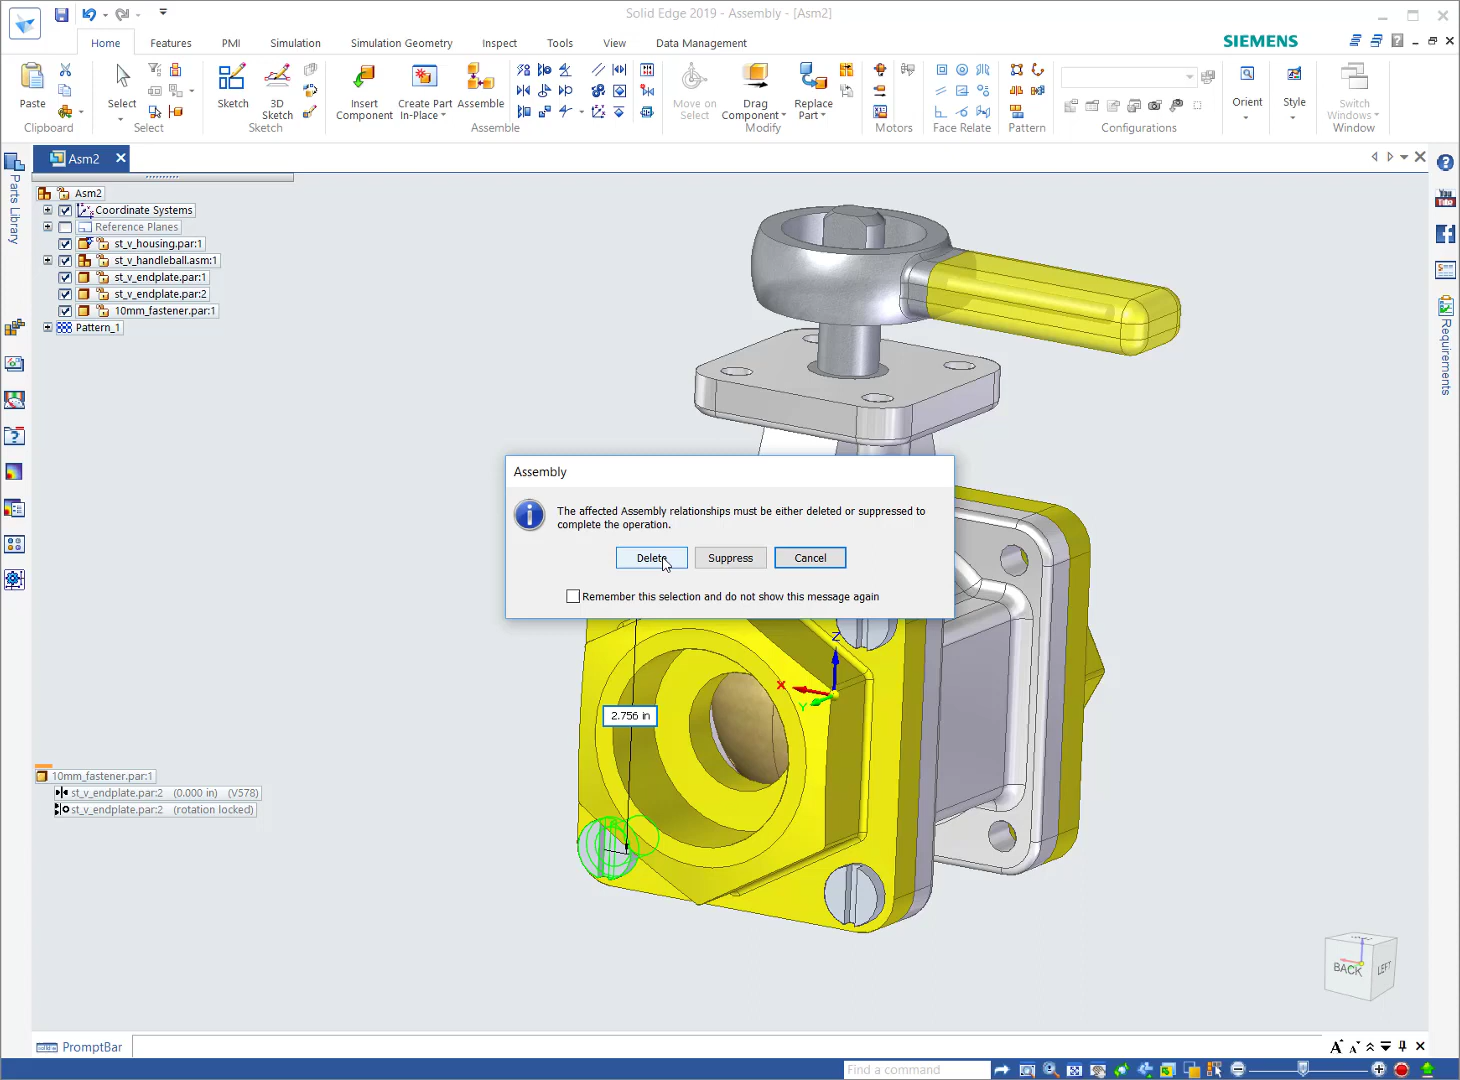 Solid Edge 2019 - Assembly - [Asm2]
Home
Features
PMI
Simulation
Simulation Geometry
Inspect
Tools
View
Data Management
SIEMENS
Paste
Clipboard
Select
Select
Sketch
3D
Sketch
Sketch
Insert
Component
Create Part
In-Place
Assemble
Assemble
Move on
Select
Drag
Component
Replace
Part
Modify
Motors
Face Relate
Pattern
Configurations
Orient
Style
Switch
Windows
Window
Asm2
Parts Library
Asm2
Coordinate Systems
Reference Planes
st_v_housing.par:1
st_v_handleball.asm:1
st_v_endplate.par:1
st_v_endplate.par:2
10mm_fastener.par:1
Pattern_1
You
Tube
Requirements
Assembly
The affected Assembly relationships must be either deleted or suppressed to
complete the operation.
Delete
Suppress
Cancel
Remember this selection and do not show this message again
Z
X
Y
2.756 in
10mm_fastener.par:1
st_v_endplate.par:2 (0.000 in) (V578)
st_v_endplate.par:2 (rotation locked)
BACK
LEFT
PromptBar
Find a command